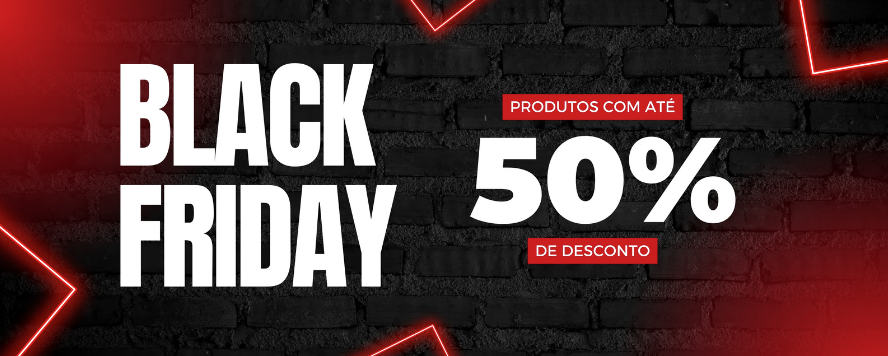 BLACK
FRIDAY
PRODUTOS COM ATÉ
50%
DE DESCONTO